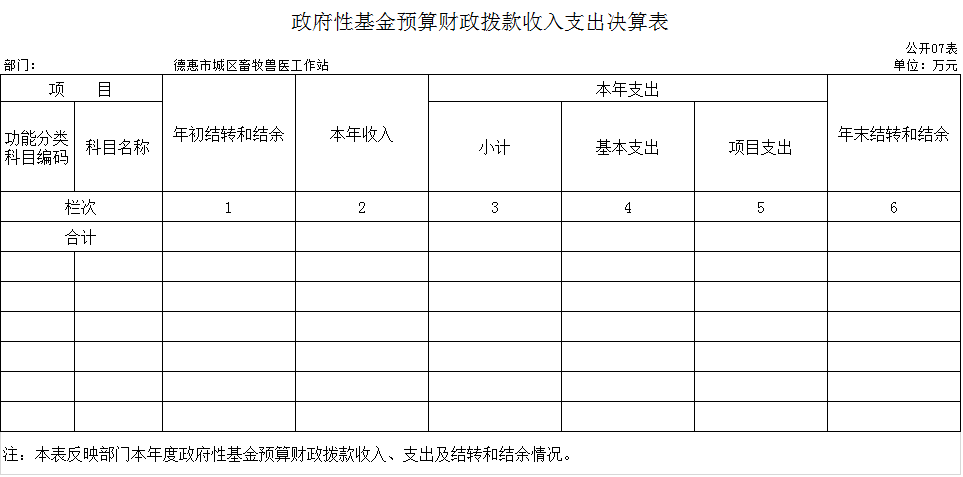 政府性基金预算财政拨款收入支出决算表
公开07表
部门： 德惠市城区畜牧兽医工作站 单位：万元
项 目 年初结转和结余 本年收入 本年支出 年末结转和结余
功能分类科目编码 科目名称 小计 基本支出 项目支出
栏次 1 2 3 4 5 6
合计
注：本表反映部门本年度政府性基金预算财政拨款收入、支出及结转和结余情况。